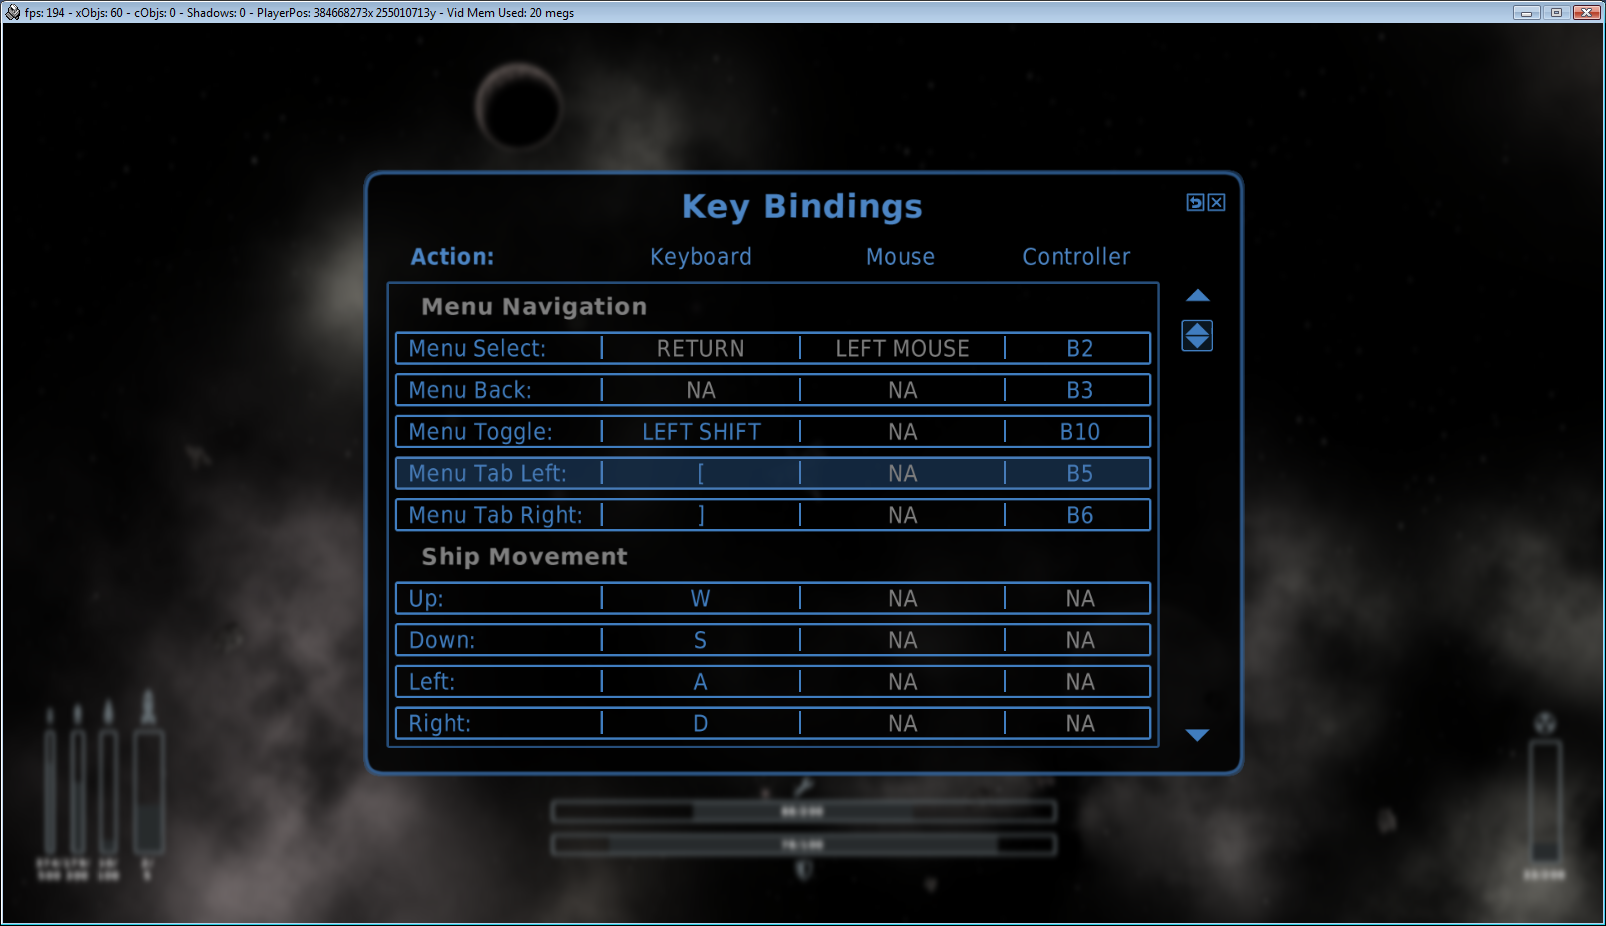 fps: 194 - xObjs: 60 - cObjs: 0 - Shadows: 0 - PlayerPos: 384668273x 255010713y - Vid Mem Used: 20 megs
Key Bindings
Action: Keyboard Mouse Controller
Menu Navigation
Menu Select: RETURN LEFT MOUSE B2
Menu Back: NA NA B3
Menu Toggle: LEFT SHIFT NA B10
Menu Tab Left: [ NA B5
Menu Tab Right: ] NA B6
Ship Movement
Up: W NA NA
Down: S NA NA
Left: A NA NA
Right: D NA NA